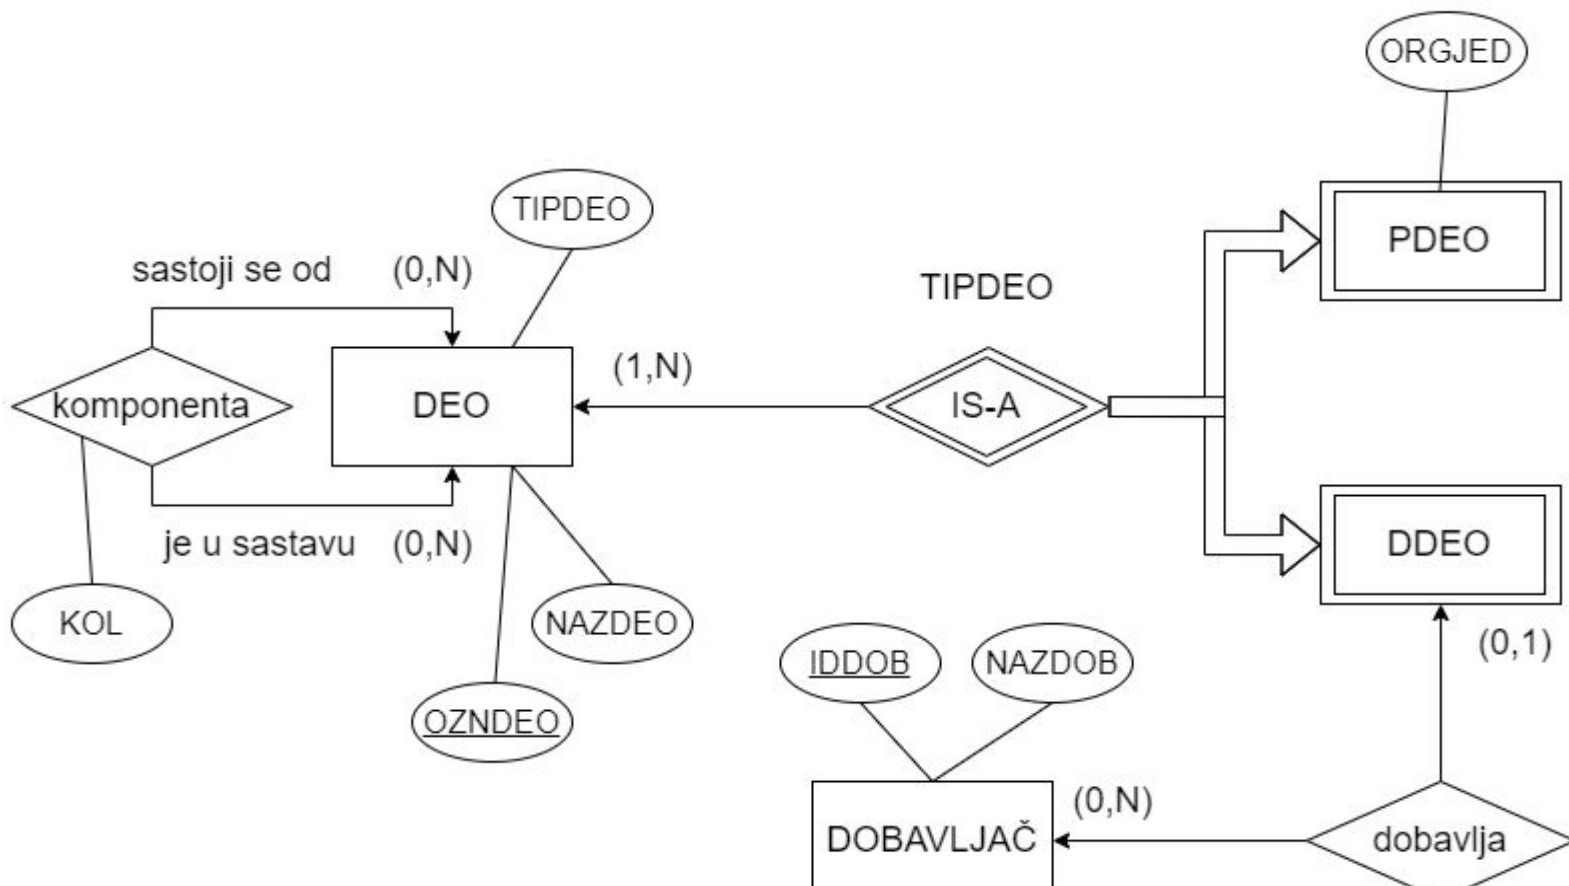 ORGJED
TIPDEO
sastoji se od (0,N)
PDEO
TIPDEO
(1,N)
komponenta
DEO
IS-A
je u sastavu (0,N)
DDEO
KOL
NAZDEO
(0,1)
IDDOB
NAZDOB
OZNDEO
(0,N)
DOBAVLJAČ
dobavlja